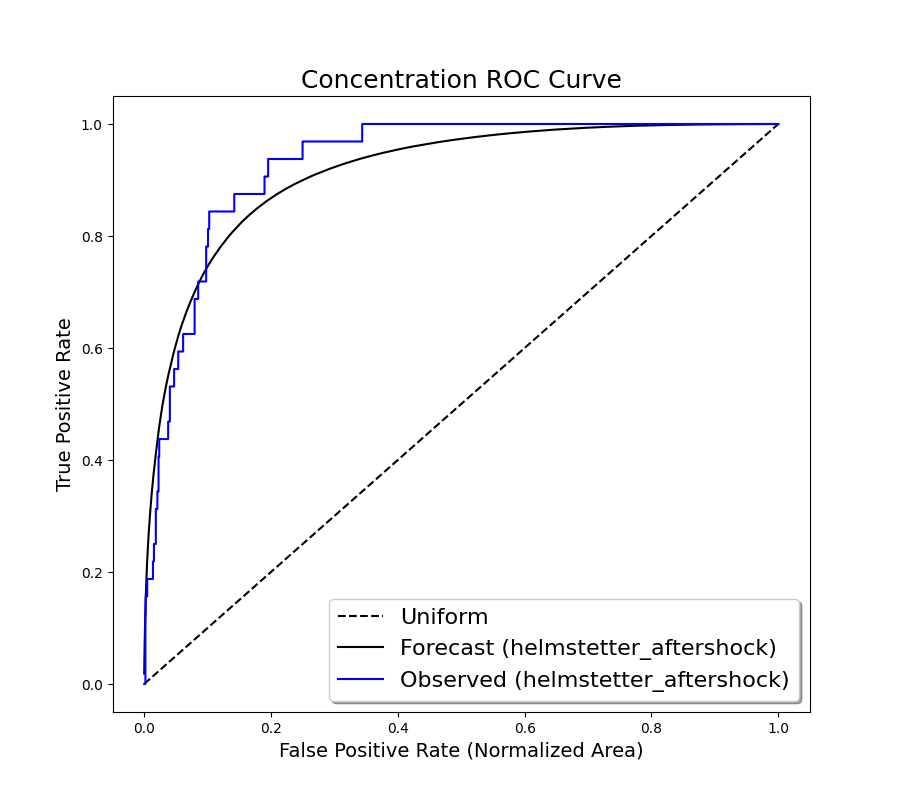 Concentration ROC Curve
True Positive Rate
1.0
0.8
0.6
0.4
0.2
0.0
0.0 0.2 0.4 0.6 0.8 1.0
False Positive Rate (Normalized Area)
Uniform
Forecast (helmstetter_aftershock)
Observed (helmstetter_aftershock)